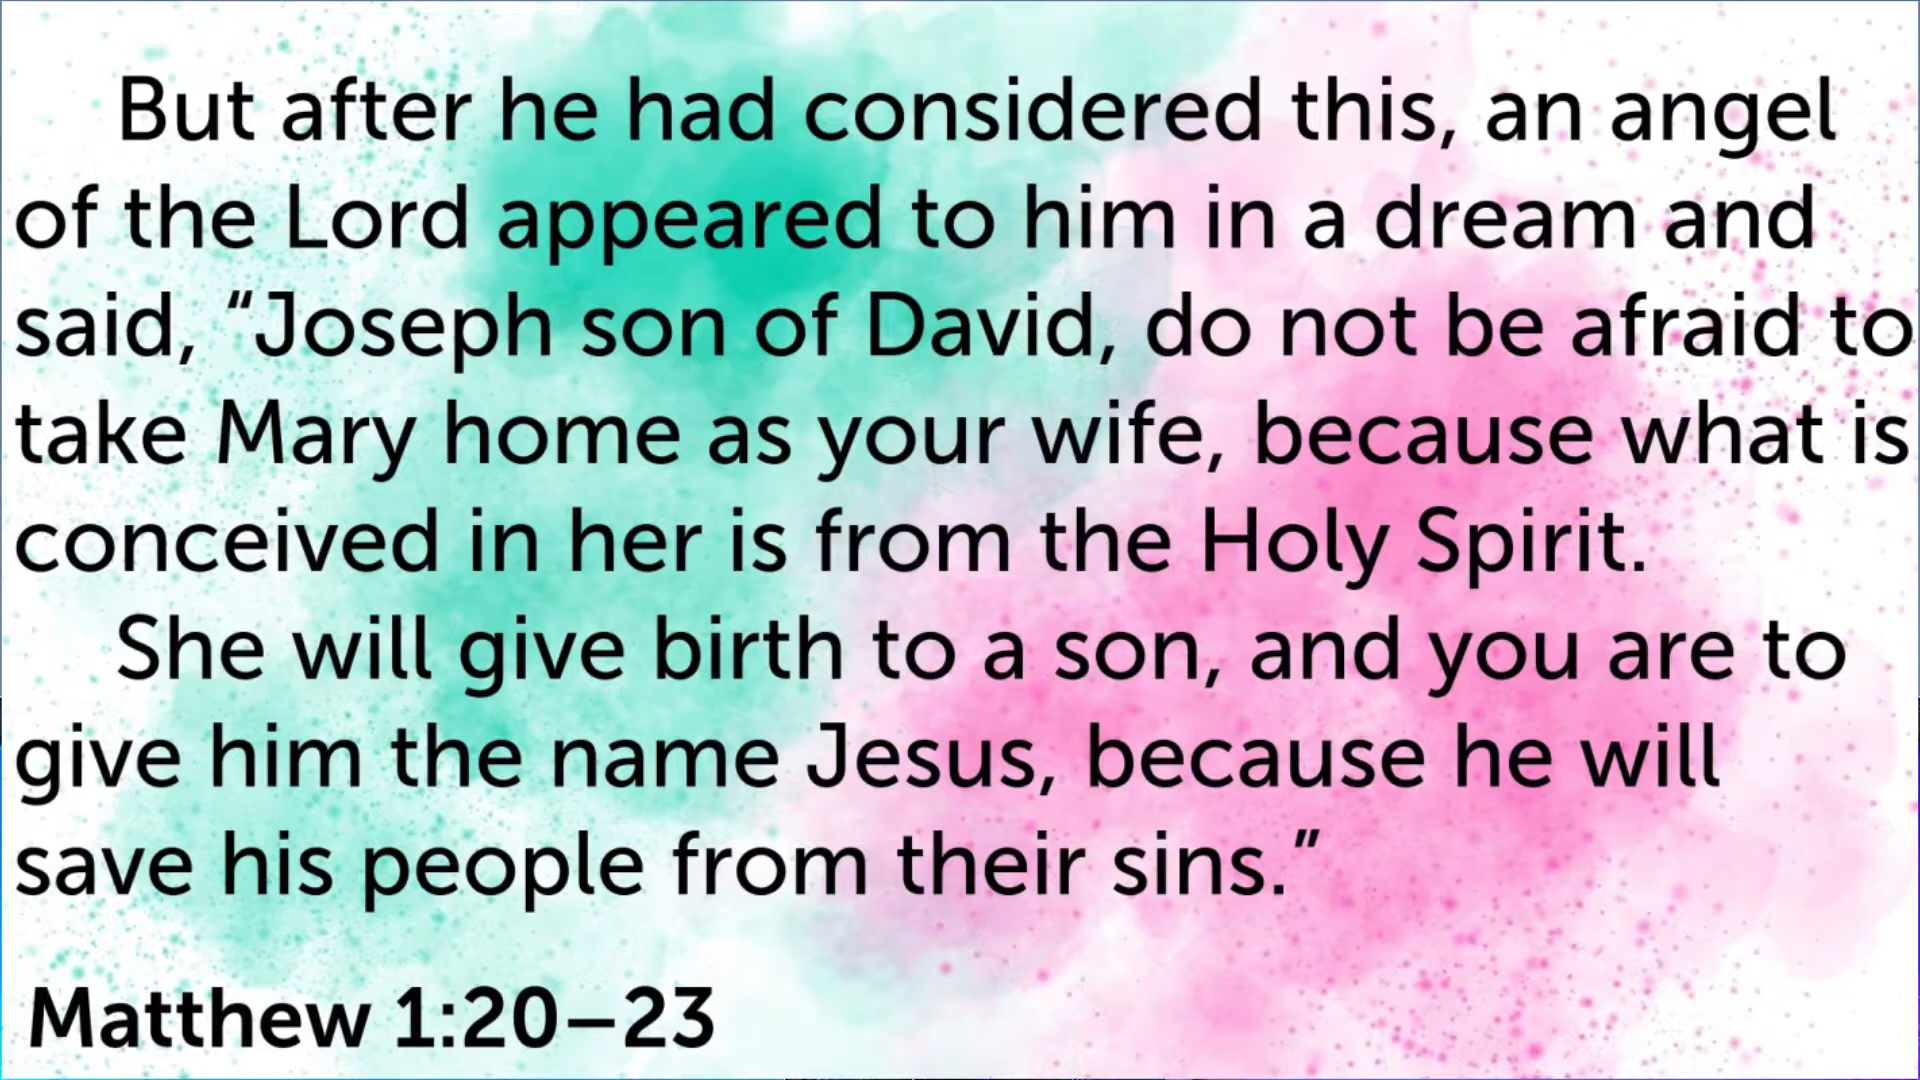 But after he had considered this, an angel
of the Lord appeared to him in a dream and
said, “Joseph son of David, do not be afraid to
take Mary home as your wife, because what is
conceived in her is from the Holy Spirit.
She will give birth to a son, and you are to
give him the name Jesus, because he will
save his people from their sins.”
Matthew 1:20–23